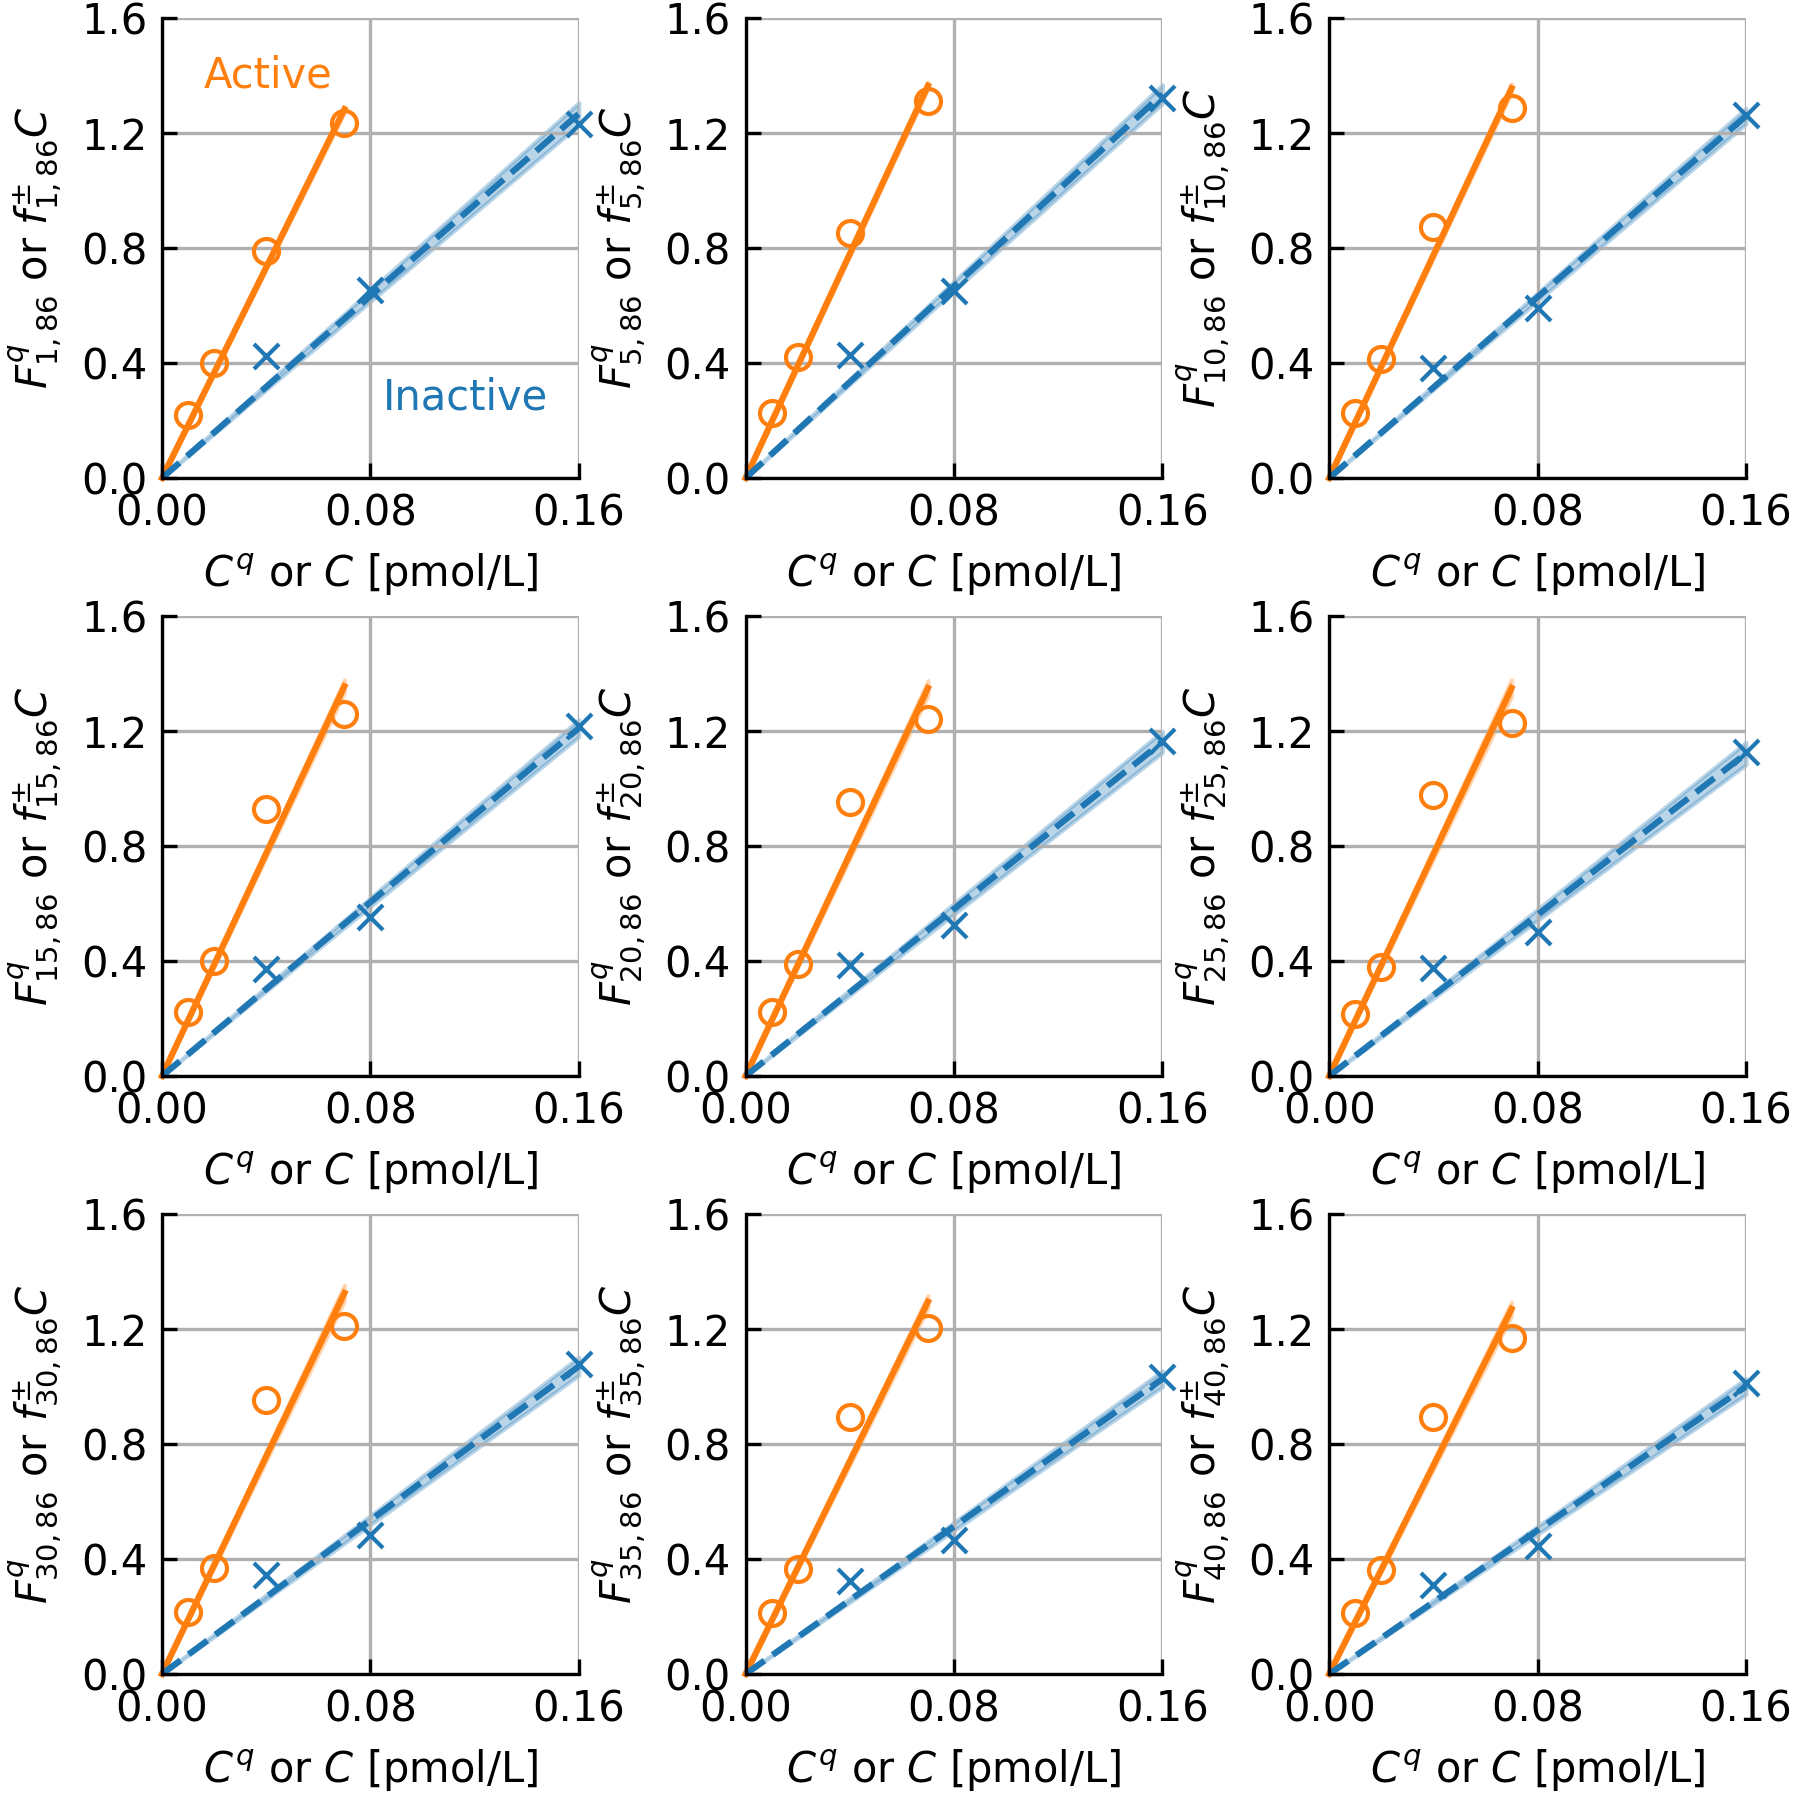 F^q_{1,86} or f^±_{1,86}C
1.6
1.2
0.8
0.4
0.0
Active
Inactive
0.00 0.08 0.16
C^q or C [pmol/L]
F^q_{5,86} or f^±_{5,86}C
1.6
1.2
0.8
0.4
0.0
0.08 0.16
C^q or C [pmol/L]
F^q_{10,86} or f^±_{10,86}C
1.6
1.2
0.8
0.4
0.0
0.08 0.16
C^q or C [pmol/L]
F^q_{15,86} or f^±_{15,86}C
1.6
1.2
0.8
0.4
0.0
0.00 0.08 0.16
C^q or C [pmol/L]
F^q_{20,86} or f^±_{20,86}C
1.6
1.2
0.8
0.4
0.0
0.00 0.08 0.16
C^q or C [pmol/L]
F^q_{25,86} or f^±_{25,86}C
1.6
1.2
0.8
0.4
0.0
0.00 0.08 0.16
C^q or C [pmol/L]
F^q_{30,86} or f^±_{30,86}C
1.6
1.2
0.8
0.4
0.0
0.00 0.08 0.16
C^q or C [pmol/L]
F^q_{35,86} or f^±_{35,86}C
1.6
1.2
0.8
0.4
0.0
0.00 0.08 0.16
C^q or C [pmol/L]
F^q_{40,86} or f^±_{40,86}C
1.6
1.2
0.8
0.4
0.0
0.00 0.08 0.16
C^q or C [pmol/L]